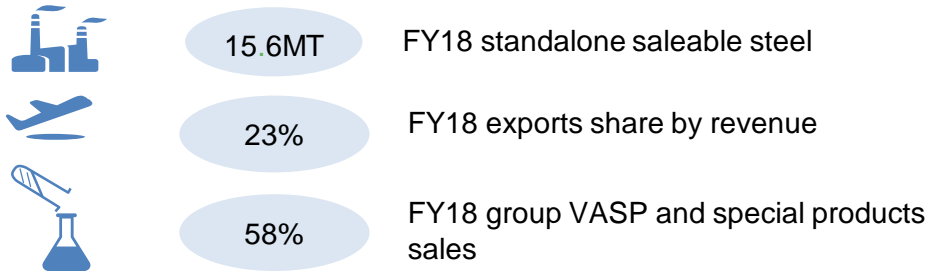 15.6MT FY18 standalone saleable steel
23% FY18 exports share by revenue
58% FY18 group VASP and special products
sales